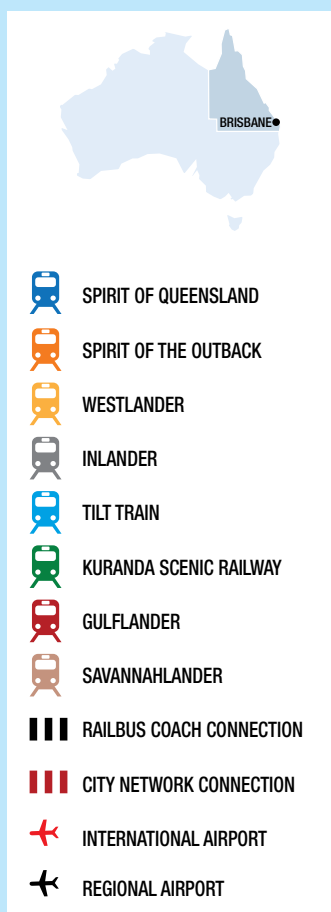 BRISBANE
SPIRIT OF QUEENSLAND
SPIRIT OF THE OUTBACK
WESTLANDER
INLANDER
TILT TRAIN
KURANDA SCENIC RAILWAY
GULFLANDER
SAVANNAHLANDER
RAILBUS COACH CONNECTION
CITY NETWORK CONNECTION
INTERNATIONAL AIRPORT
REGIONAL AIRPORT